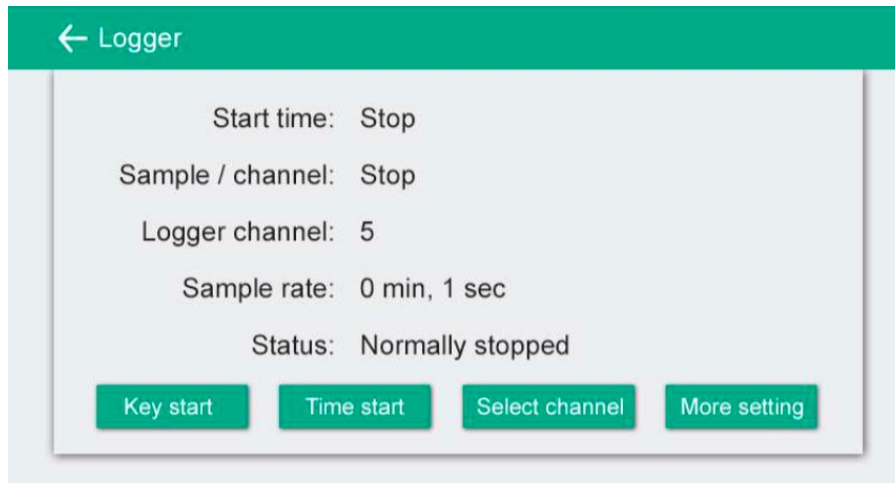 Logger
Start time: Stop
Sample / channel: Stop
Logger channel: 5
Sample rate: 0 min, 1 sec
Status: Normally stopped
Key start Time start Select channel More setting